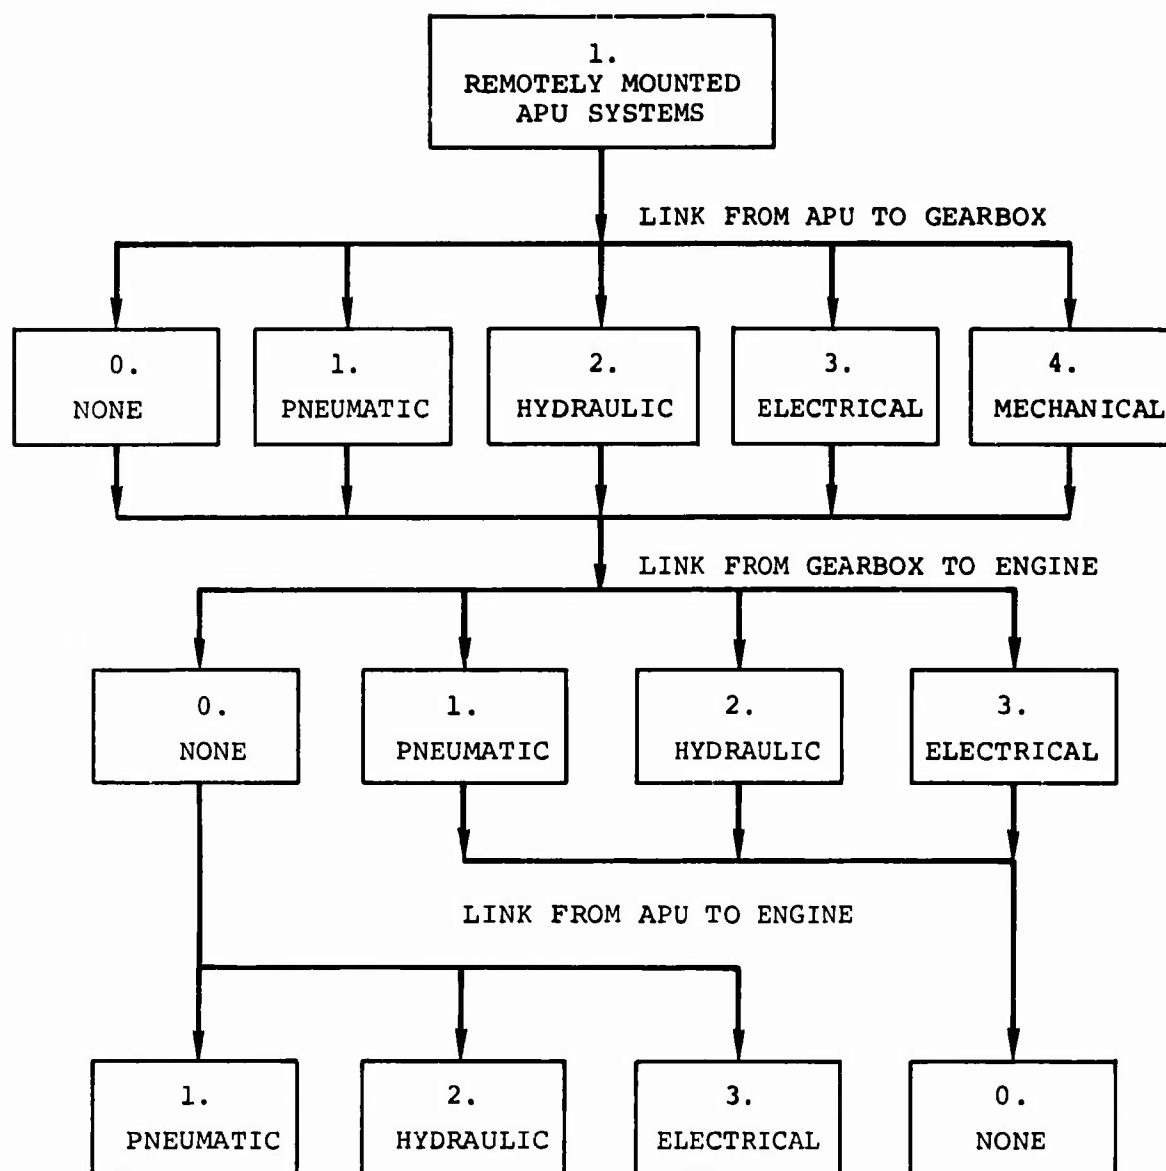 1.
REMOTELY MOUNTED
APU SYSTEMS
LINK FROM APU TO GEARBOX
0.
NONE
1.
PNEUMATIC
2.
HYDRAULIC
3.
ELECTRICAL
4.
MECHANICAL
LINK FROM GEARBOX TO ENGINE
0.
NONE
1.
PNEUMATIC
2.
HYDRAULIC
3.
ELECTRICAL
LINK FROM APU TO ENGINE
1.
PNEUMATIC
2.
HYDRAULIC
3.
ELECTRICAL
0.
NONE